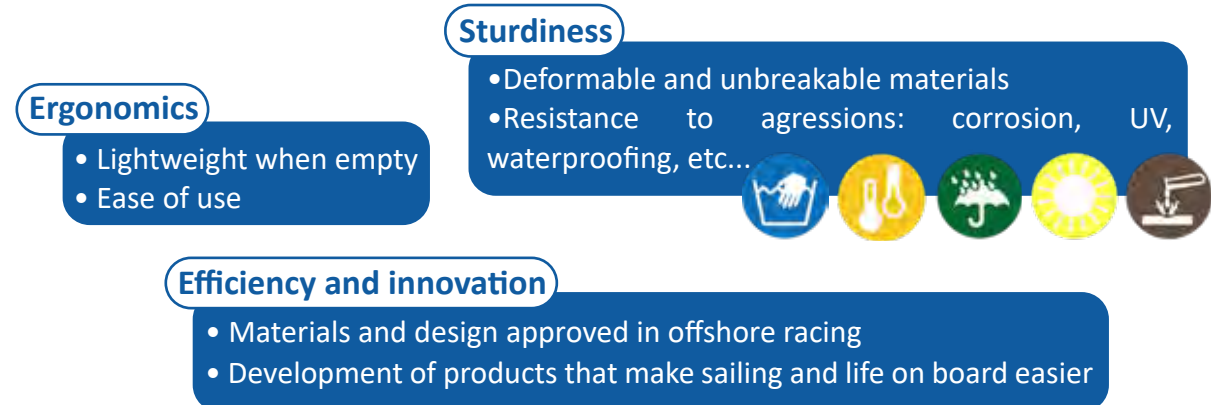 Sturdiness
•Deformable and unbreakable materials
•Resistance to agressions: corrosion, UV,
waterproofing, etc...
Ergonomics
• Lightweight when empty
• Ease of use
Efficiency and innovation
• Materials and design approved in offshore racing
• Development of products that make sailing and life on board easier